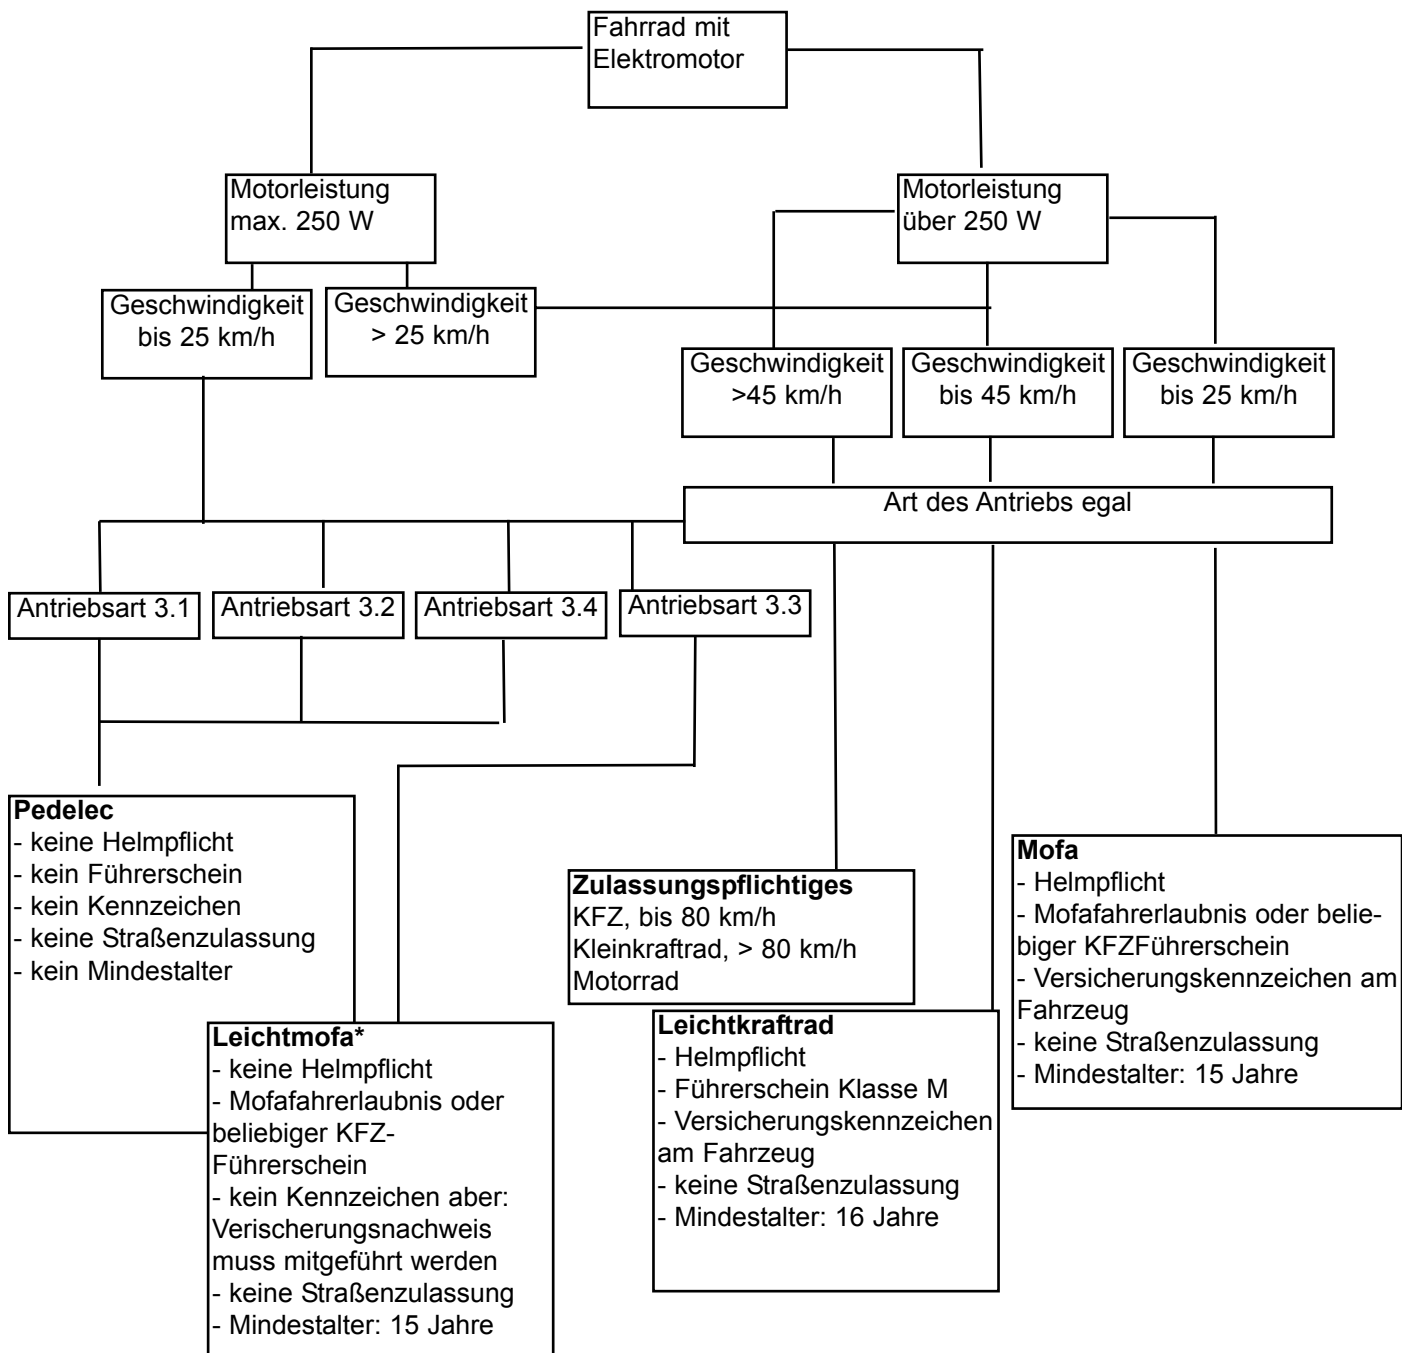 Fahrrad mit
Elektromotor
Motorleistung
max. 250 W
Motorleistung
über 250 W
Geschwindigkeit
bis 25 km/h
Geschwindigkeit
> 25 km/h
Geschwindigkeit
>45 km/h
Geschwindigkeit
bis 45 km/h
Geschwindigkeit
bis 25 km/h
Art des Antriebs egal
Antriebsart 3.1
Antriebsart 3.2
Antriebsart 3.4
Antriebsart 3.3
Pedelec
- keine Helmpflicht
- kein Führerschein
- kein Kennzeichen
- keine Straßenzulassung
- kein Mindestalter
Leichtmofa*
- keine Helmpflicht
- Mofafahrerlaubnis oder
beliebiger KFZ-
Führerschein
- kein Kennzeichen aber:
Verischerungsnachweis
muss mitgeführt werden
- keine Straßenzulassung
- Mindestalter: 15 Jahre
Zulassungspflichtiges
KFZ, bis 80 km/h
Kleinkraftrad, > 80 km/h
Motorrad
Leichtkraftrad
- Helmpflicht
- Führerschein Klasse M
- Versicherungskennzeichen
am Fahrzeug
- keine Straßenzulassung
- Mindestalter: 16 Jahre
Mofa
- Helmpflicht
- Mofafahrerlaubnis oder belie-
biger KFZFührerschein
- Versicherungskennzeichen am
Fahrzeug
- keine Straßenzulassung
- Mindestalter: 15 Jahre